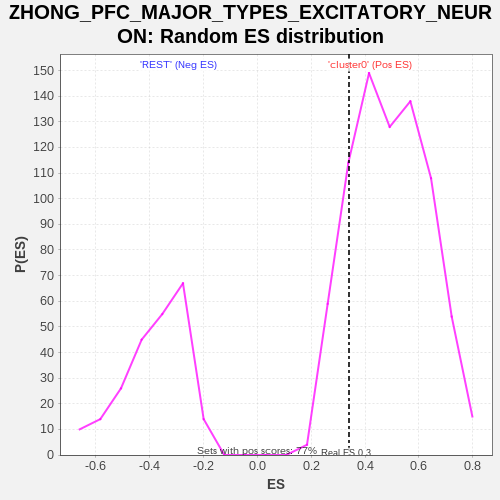 ZHONG_PFC_MAJOR_TYPES_EXCITATORY_NEUR
ON: Random ES distribution
'REST' (Neg ES)
'cluster0' (Pos ES)
150
140
130
120
110
100
90
80
70
60
50
40
30
20
10
0
P(ES)
Sets with pos scores: 77%
Real ES 0.3
-0.6 -0.4 -0.2 0.0 0.2 0.4 0.6 0.8
ES